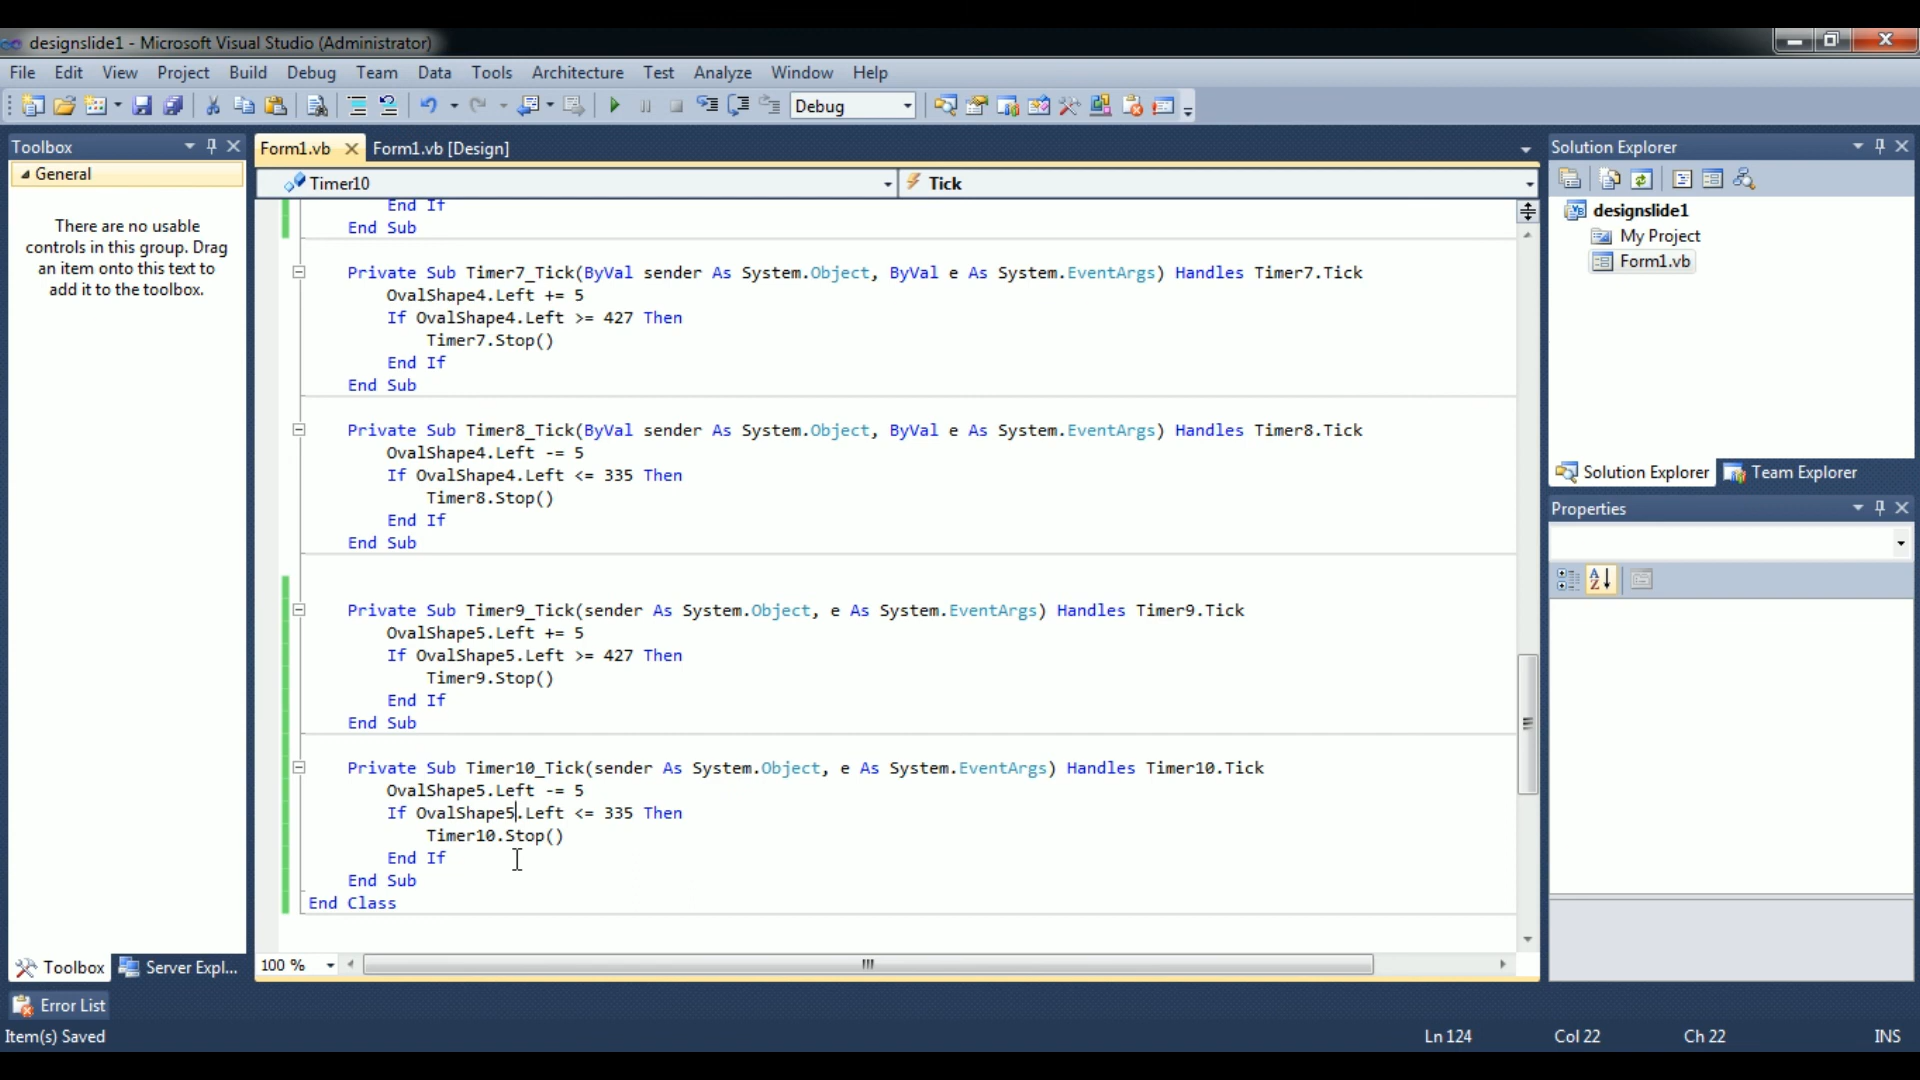 designslide1 - Microsoft Visual Studio (Administrator)
File Edit View Project Build Debug Team Data Tools Architecture Test Analyze Window Help
Debug
Toolbox
General
There are no usable
controls in this group. Drag
an item onto this text to
add it to the toolbox.
Toolbox Server Expl...
Form1.vb Form1.vb [Design]
Timer10 Tick
End If
End Sub
Private Sub Timer7_Tick(ByVal sender As System.Object, ByVal e As System.EventArgs) Handles Timer7.Tick
OvalShape4.Left += 5
If OvalShape4.Left >= 427 Then
Timer7.Stop()
End If
End Sub
Private Sub Timer8_Tick(ByVal sender As System.Object, ByVal e As System.EventArgs) Handles Timer8.Tick
OvalShape4.Left -= 5
If OvalShape4.Left <= 335 Then
Timer8.Stop()
End If
End Sub
Private Sub Timer9_Tick(sender As System.Object, e As System.EventArgs) Handles Timer9.Tick
OvalShape5.Left += 5
If OvalShape5.Left >= 427 Then
Timer9.Stop()
End If
End Sub
Private Sub Timer10_Tick(sender As System.Object, e As System.EventArgs) Handles Timer10.Tick
OvalShape5.Left -= 5
If OvalShape5.Left <= 335 Then
Timer10.Stop()
End If
End Sub
End Class
100 %
Solution Explorer
designslide1
My Project
Form1.vb
Solution Explorer Team Explorer
Properties
Error List
Item(s) Saved Ln 124 Col 22 Ch 22 INS